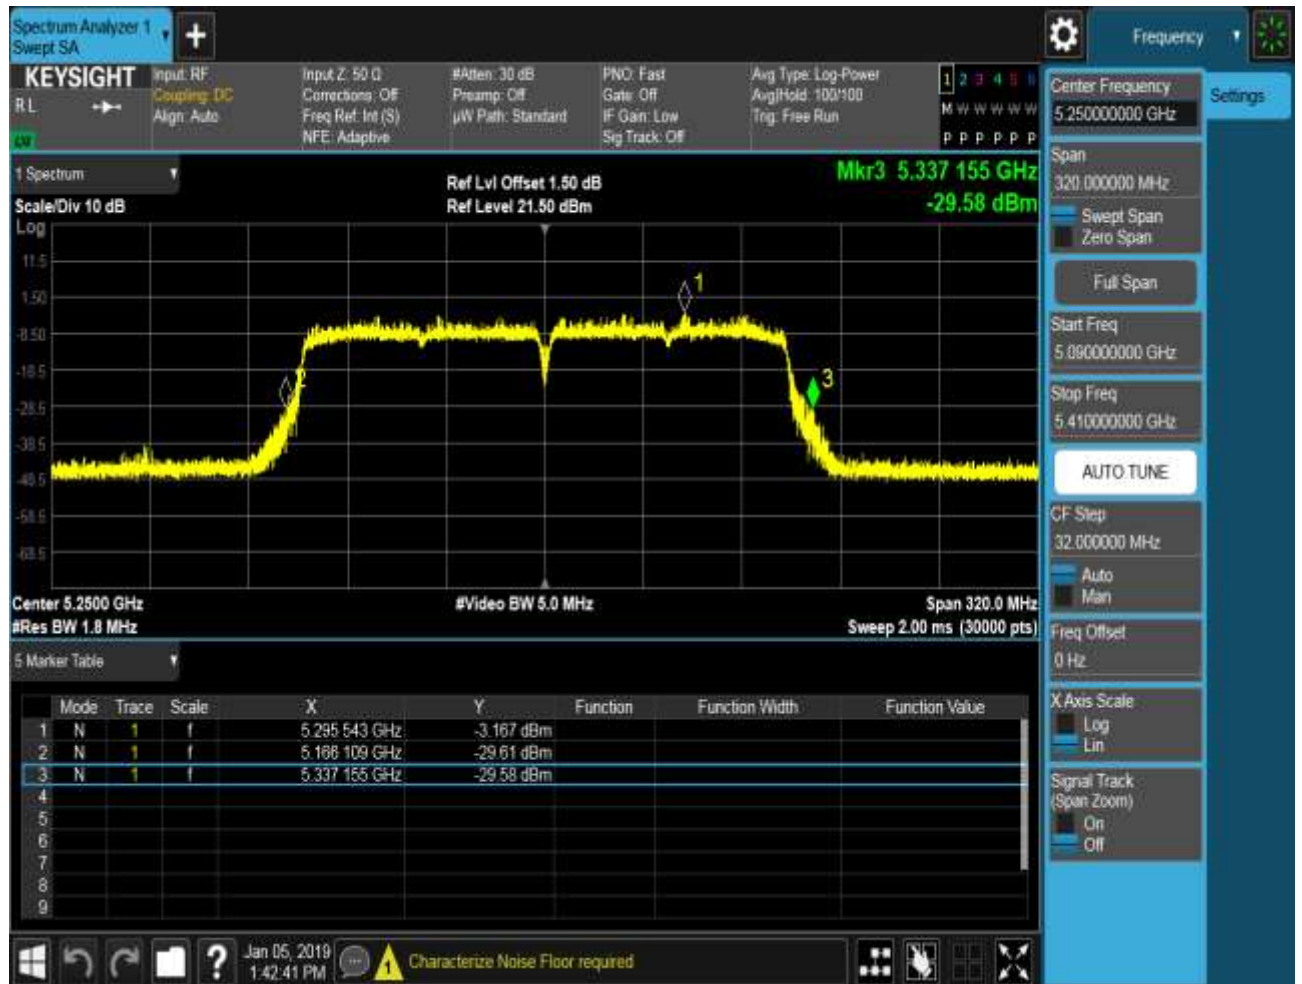 Spectrum Analyzer 1
Swept SA
+
Frequency
KEYSIGHT
R L
Input: RF
Coupling: DC
Align: Auto
Input Z: 50 Ω
Corrections: Off
Freq Ref: Int (S)
NFE: Adaptive
#Atten: 30 dB
Preamp: Off
µW Path: Standard
PNO: Fast
Gate: Off
IF Gain: Low
Sig Track: Off
Avg Type: Log-Power
Avg|Hold: 100/100
Trig: Free Run
1 2 3 4 5 6
M W W W W W
P P P P P P
1 Spectrum
Scale/Div 10 dB
Ref Lvl Offset 1.50 dB
Ref Level 21.50 dBm
Mkr3 5.337 155 GHz
-29.58 dBm
Log
11.5
1.50
-8.50
-18.5
-28.5
-38.5
-48.5
-58.5
-68.5
1
2
3
Center 5.2500 GHz
#Video BW 5.0 MHz
Span 320.0 MHz
#Res BW 1.8 MHz
Sweep 2.00 ms (30000 pts)
5 Marker Table
Mode Trace Scale X Y Function Function Width Function Value
1 N 1 f 5.295 543 GHz -3.167 dBm
2 N 1 f 5.166 109 GHz -29.61 dBm
3 N 1 f 5.337 155 GHz -29.58 dBm
4
5
6
7
8
9
Center Frequency
5.250000000 GHz
Settings
Span
320.000000 MHz
Swept Span
Zero Span
Full Span
Start Freq
5.090000000 GHz
Stop Freq
5.410000000 GHz
AUTO TUNE
CF Step
32.000000 MHz
Auto
Man
Freq Offset
0 Hz
X Axis Scale
Log
Lin
Signal Track
(Span Zoom)
On
Off
?
Jan 05, 2019
1:42:41 PM
1
Characterize Noise Floor required